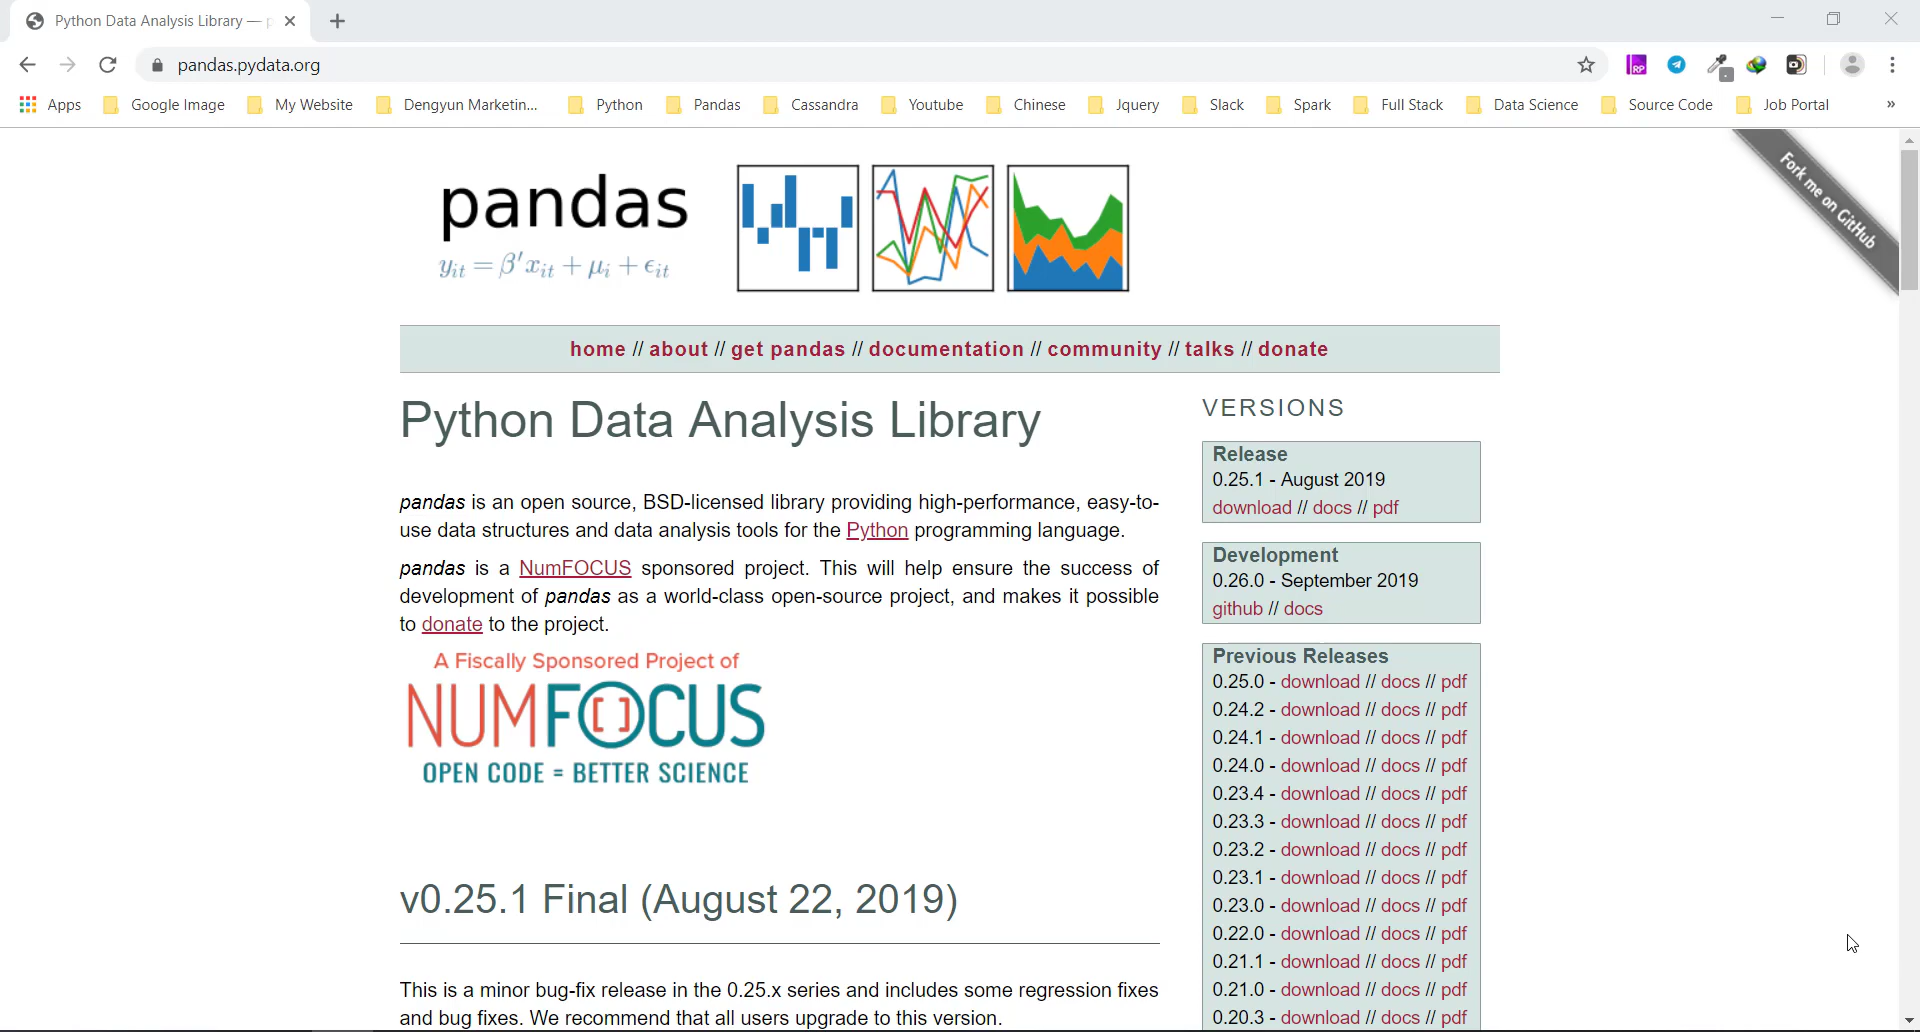 Python Data Analysis Library —
pandas.pydata.org
Apps Google Image My Website Dengyun Marketin... Python Pandas Cassandra Youtube Chinese Jquery Slack Spark Full Stack Data Science Source Code Job Portal »
Fork me on GitHub
pandas
y_it = β′x_it + μ_i + ϵ_it
home // about // get pandas // documentation // community // talks // donate
Python Data Analysis Library
pandas is an open source, BSD-licensed library providing high-performance, easy-to-
use data structures and data analysis tools for the Python programming language.
pandas is a NumFOCUS sponsored project. This will help ensure the success of
development of pandas as a world-class open-source project, and makes it possible
to donate to the project.
A Fiscally Sponsored Project of
NUMFOCUS
OPEN CODE = BETTER SCIENCE
v0.25.1 Final (August 22, 2019)
This is a minor bug-fix release in the 0.25.x series and includes some regression fixes
and bug fixes. We recommend that all users upgrade to this version.
VERSIONS
Release
0.25.1 - August 2019
download // docs // pdf
Development
0.26.0 - September 2019
github // docs
Previous Releases
0.25.0 - download // docs // pdf
0.24.2 - download // docs // pdf
0.24.1 - download // docs // pdf
0.24.0 - download // docs // pdf
0.23.4 - download // docs // pdf
0.23.3 - download // docs // pdf
0.23.2 - download // docs // pdf
0.23.1 - download // docs // pdf
0.23.0 - download // docs // pdf
0.22.0 - download // docs // pdf
0.21.1 - download // docs // pdf
0.21.0 - download // docs // pdf
0.20.3 - download // docs // pdf